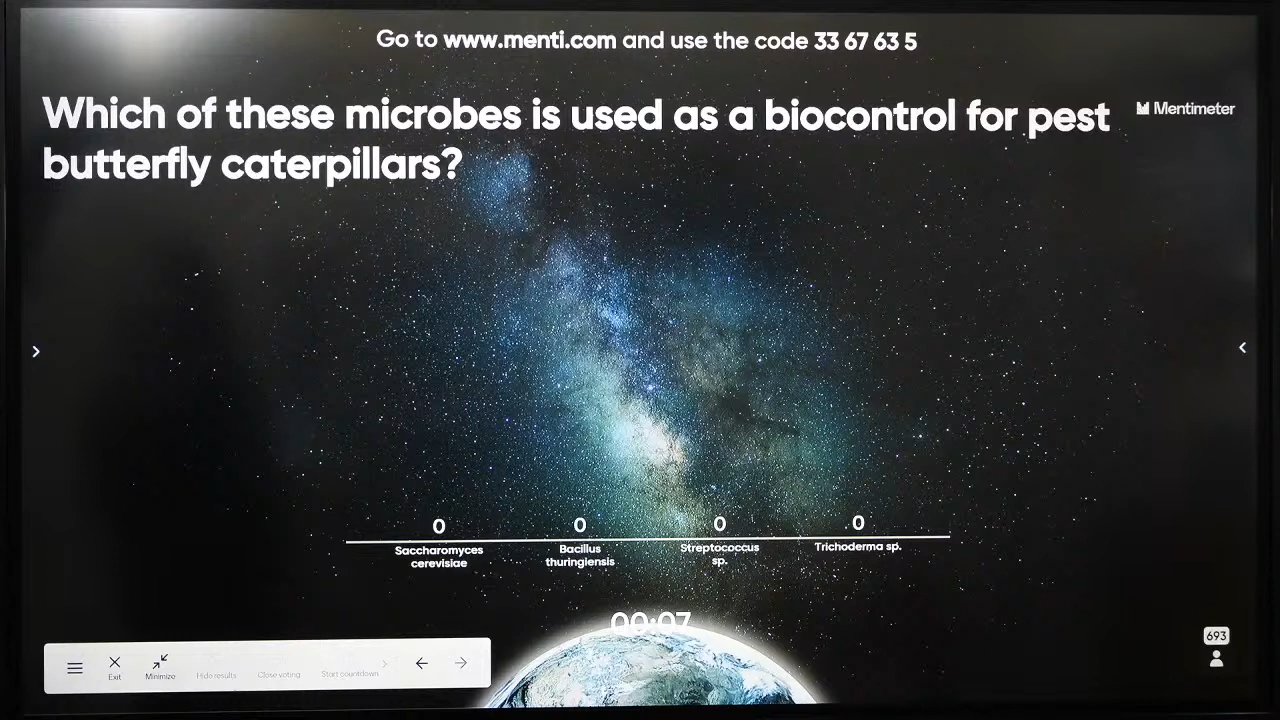 Go to www.menti.com and use the code 33 67 63 5
Which of these microbes is used as a biocontrol for pest
butterfly caterpillars?
Mentimeter
0
0
0
0
Saccharomyces
cerevisiae
Bacillus
thuringiensis
Streptococcus
sp.
Trichoderma sp.
00:07
Exit
Minimize
Hide results
Close voting
Start countdown
693